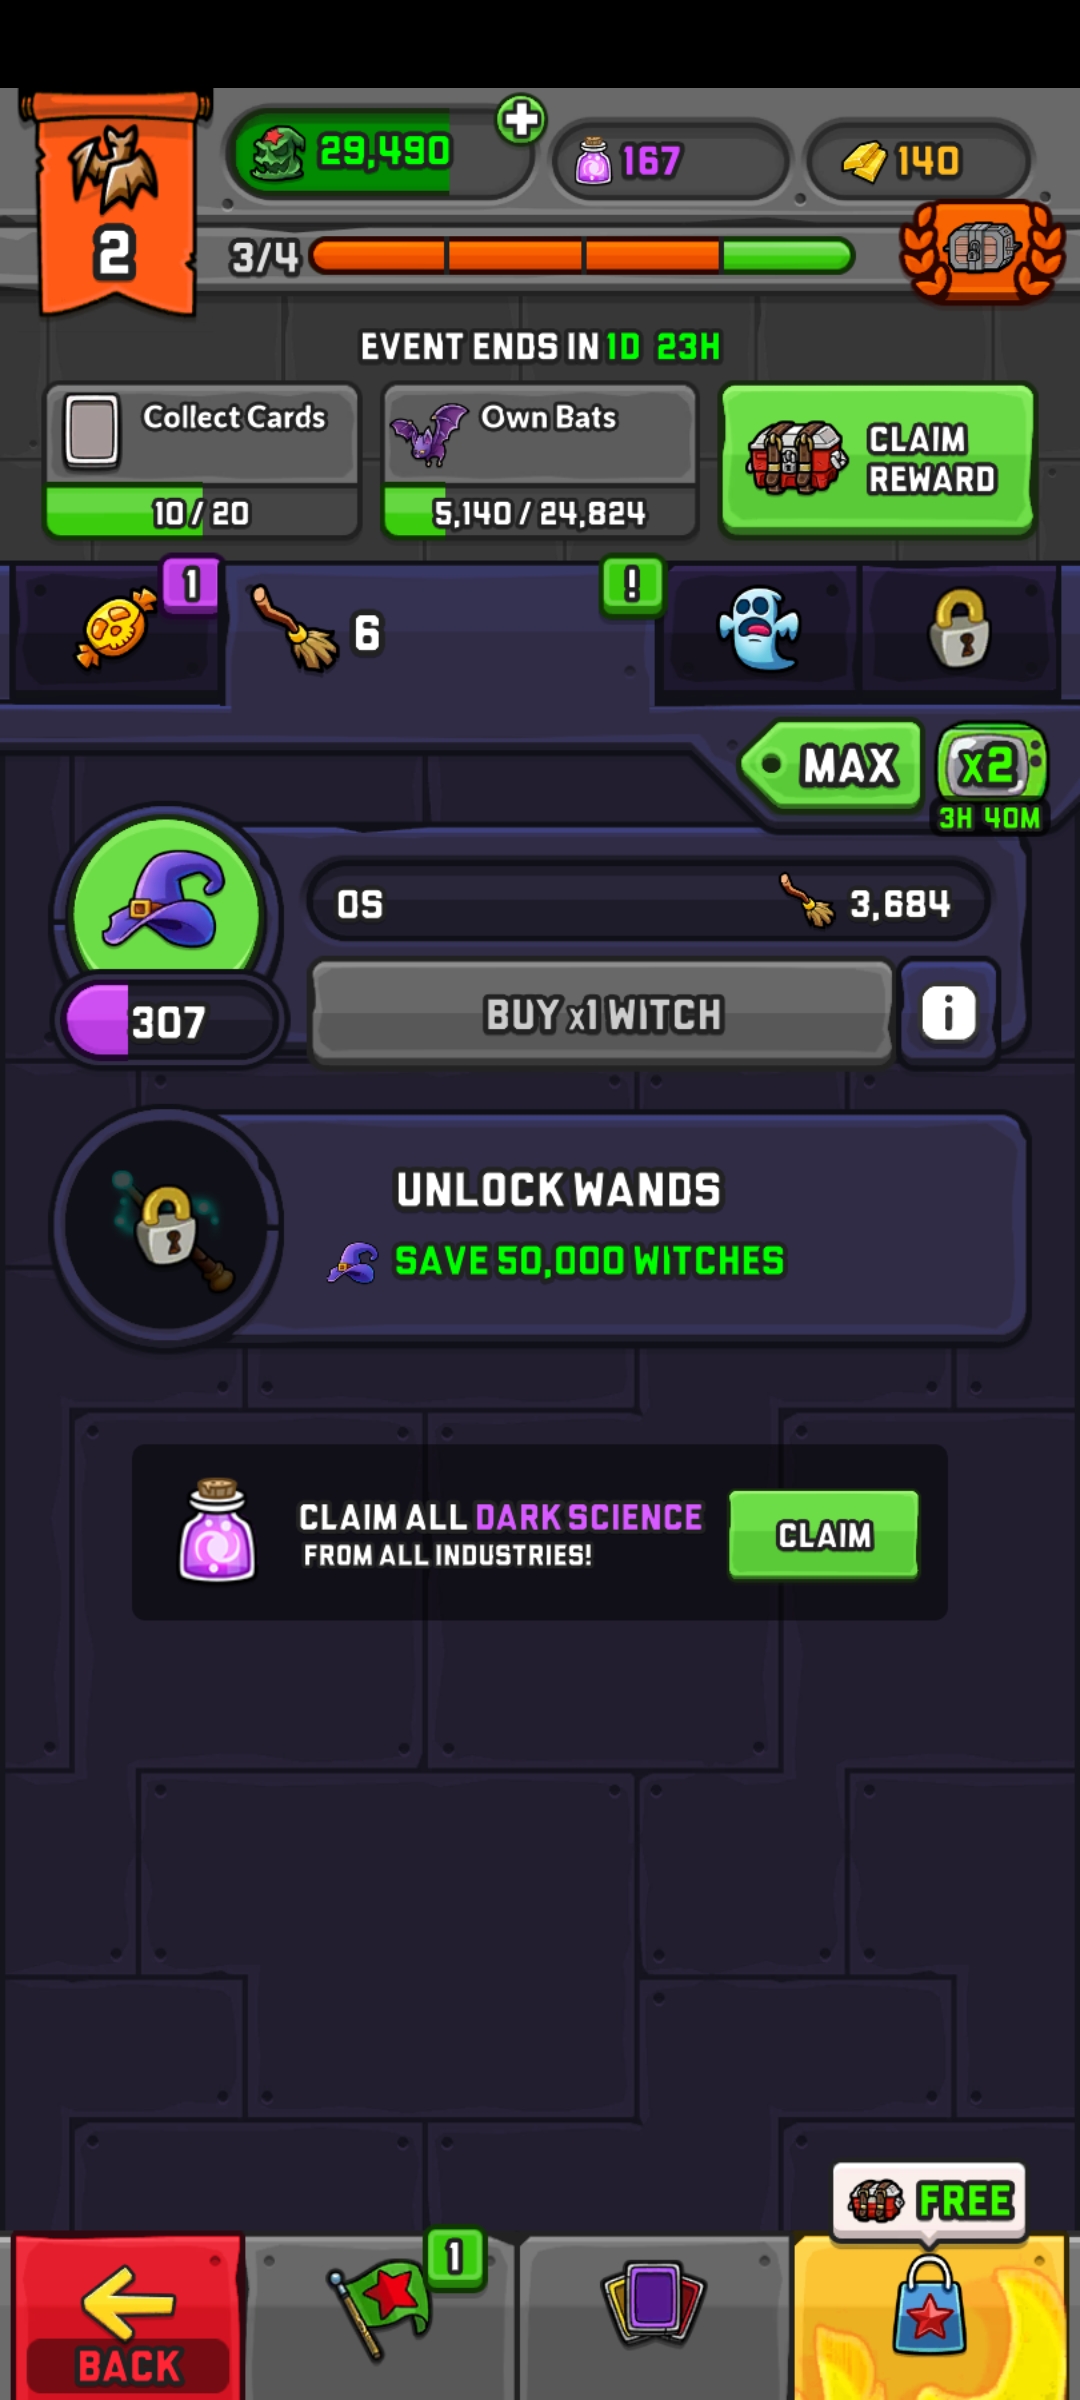 29,490
167
140
2
3/4
EVENT ENDS IN 1D 23H
Collect Cards
Own Bats
CLAIM
REWARD
10 / 20
5,140 / 24,824
1
6
!
MAX
x2
3H 40M
0S
3,684
307
BUY x1 WITCH
i
UNLOCK WANDS
SAVE 50,000 WITCHES
CLAIM ALL DARK SCIENCE
FROM ALL INDUSTRIES!
CLAIM
FREE
1
BACK